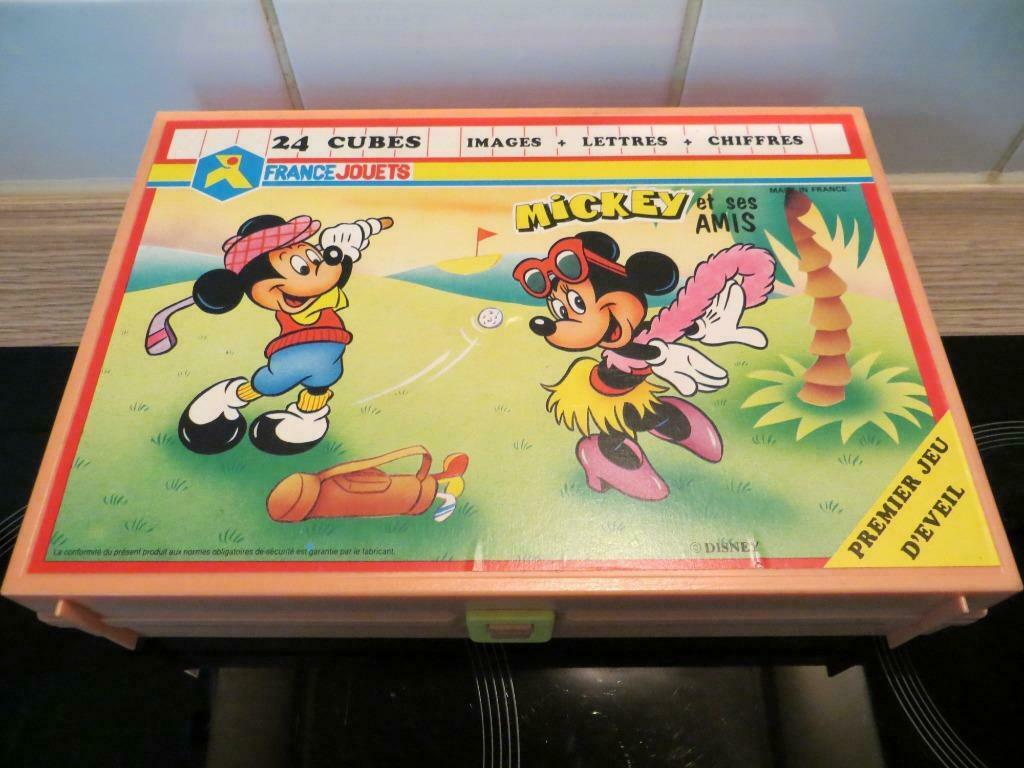 24 CUBES IMAGES + LETTRES + CHIFFRES
FRANCE JOUETS
MADE IN FRANCE.
MICKEY et ses
AMIS
PREMIER JEU
D'EVEIL
La conformité du présent produit aux normes obligatoires de sécurité est garantie par le fabricant.
© DISNEY